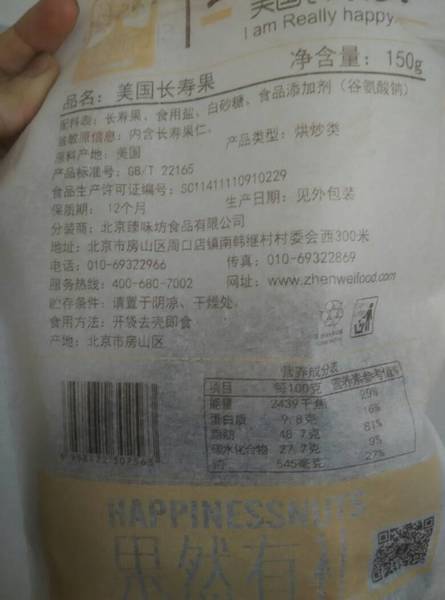 I am Really happy.
净含量：150g
品名：美国长寿果
配料表：长寿果、食用盐、白砂糖、食品添加剂（谷氨酸钠）
致敏原信息：内含长寿果仁。
产品类型：烘炒类
原料产地：美国
产品标准号：GB/T 22165
食品生产许可证编号：SC11411110910229
保质期：12个月
生产日期：见外包装
分装商：北京臻味坊食品有限公司
地址：北京市房山区周口店镇南韩继村村委会西300米
电话：010-69322966
传真：010-69322869
服务热线：400-680-7002
网址：www.zhenweifood.com
贮存条件：请置于阴凉、干燥处。
食用方法：开袋去壳即食
产地：北京市房山区
营养成分表
项目 每100克 营养素参考值%
能量 2439千焦 29%
蛋白质 9.8克 16%
脂肪 48.7克 81%
碳水化合物 27.7克 9%
钠 545毫克 27%
HAPPINESSNUTS
果然有